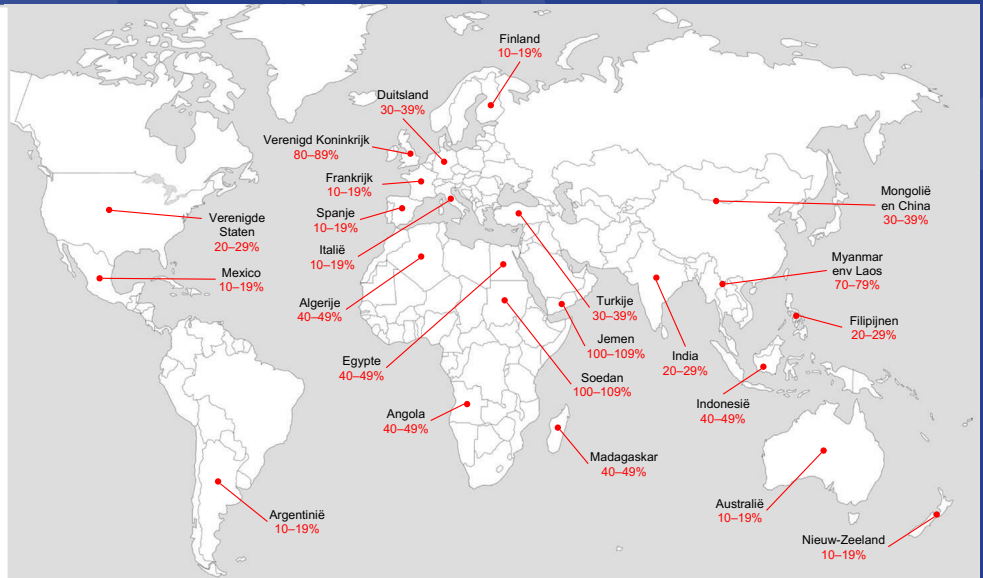 Finland
10–19%
Duitsland
30–39%
Verenigd Koninkrijk
80–89%
Frankrijk
10–19%
Spanje
10–19%
Italië
10–19%
Verenigde
Staten
20–29%
Mexico
10–19%
Algerije
40–49%
Egypte
40–49%
Angola
40–49%
Argentinië
10–19%
Turkije
30–39%
Jemen
100–109%
Soedan
100–109%
Madagaskar
40–49%
India
20–29%
Mongolië
en China
30–39%
Myanmar
env Laos
70–79%
Filipijnen
20–29%
Indonesië
40–49%
Australië
10–19%
Nieuw-Zeeland
10–19%